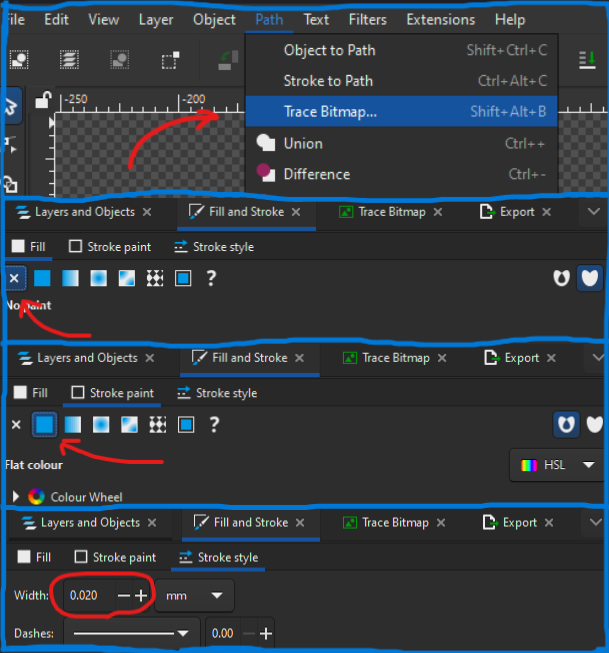 File Edit View Layer Object Path Text Filters Extensions Help
Object to Path Shift+Ctrl+C
Stroke to Path Ctrl+Alt+C
-250 -200
Trace Bitmap... Shift+Alt+B
Union Ctrl++
Difference Ctrl+-
Layers and Objects Fill and Stroke Trace Bitmap Export
Fill Stroke paint Stroke style
?
No paint
Layers and Objects Fill and Stroke Trace Bitmap Export
Fill Stroke paint Stroke style
?
Flat colour HSL
Colour Wheel
Layers and Objects Fill and Stroke Trace Bitmap Export
Fill Stroke paint Stroke style
Width: 0.020 mm
Dashes: 0.00